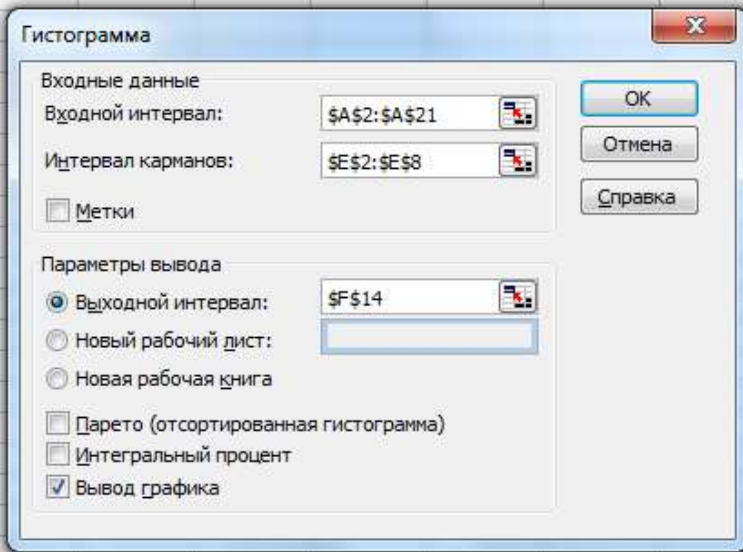 Гистограмма
Входные данные
Входной интервал: $A$2:$A$21
Интервал карманов: $E$2:$E$8
Метки
OK
Отмена
Справка
Параметры вывода
Выходной интервал: $F$14
Новый рабочий лист:
Новая рабочая книга
Парето (отсортированная гистограмма)
Интегральный процент
Вывод графика